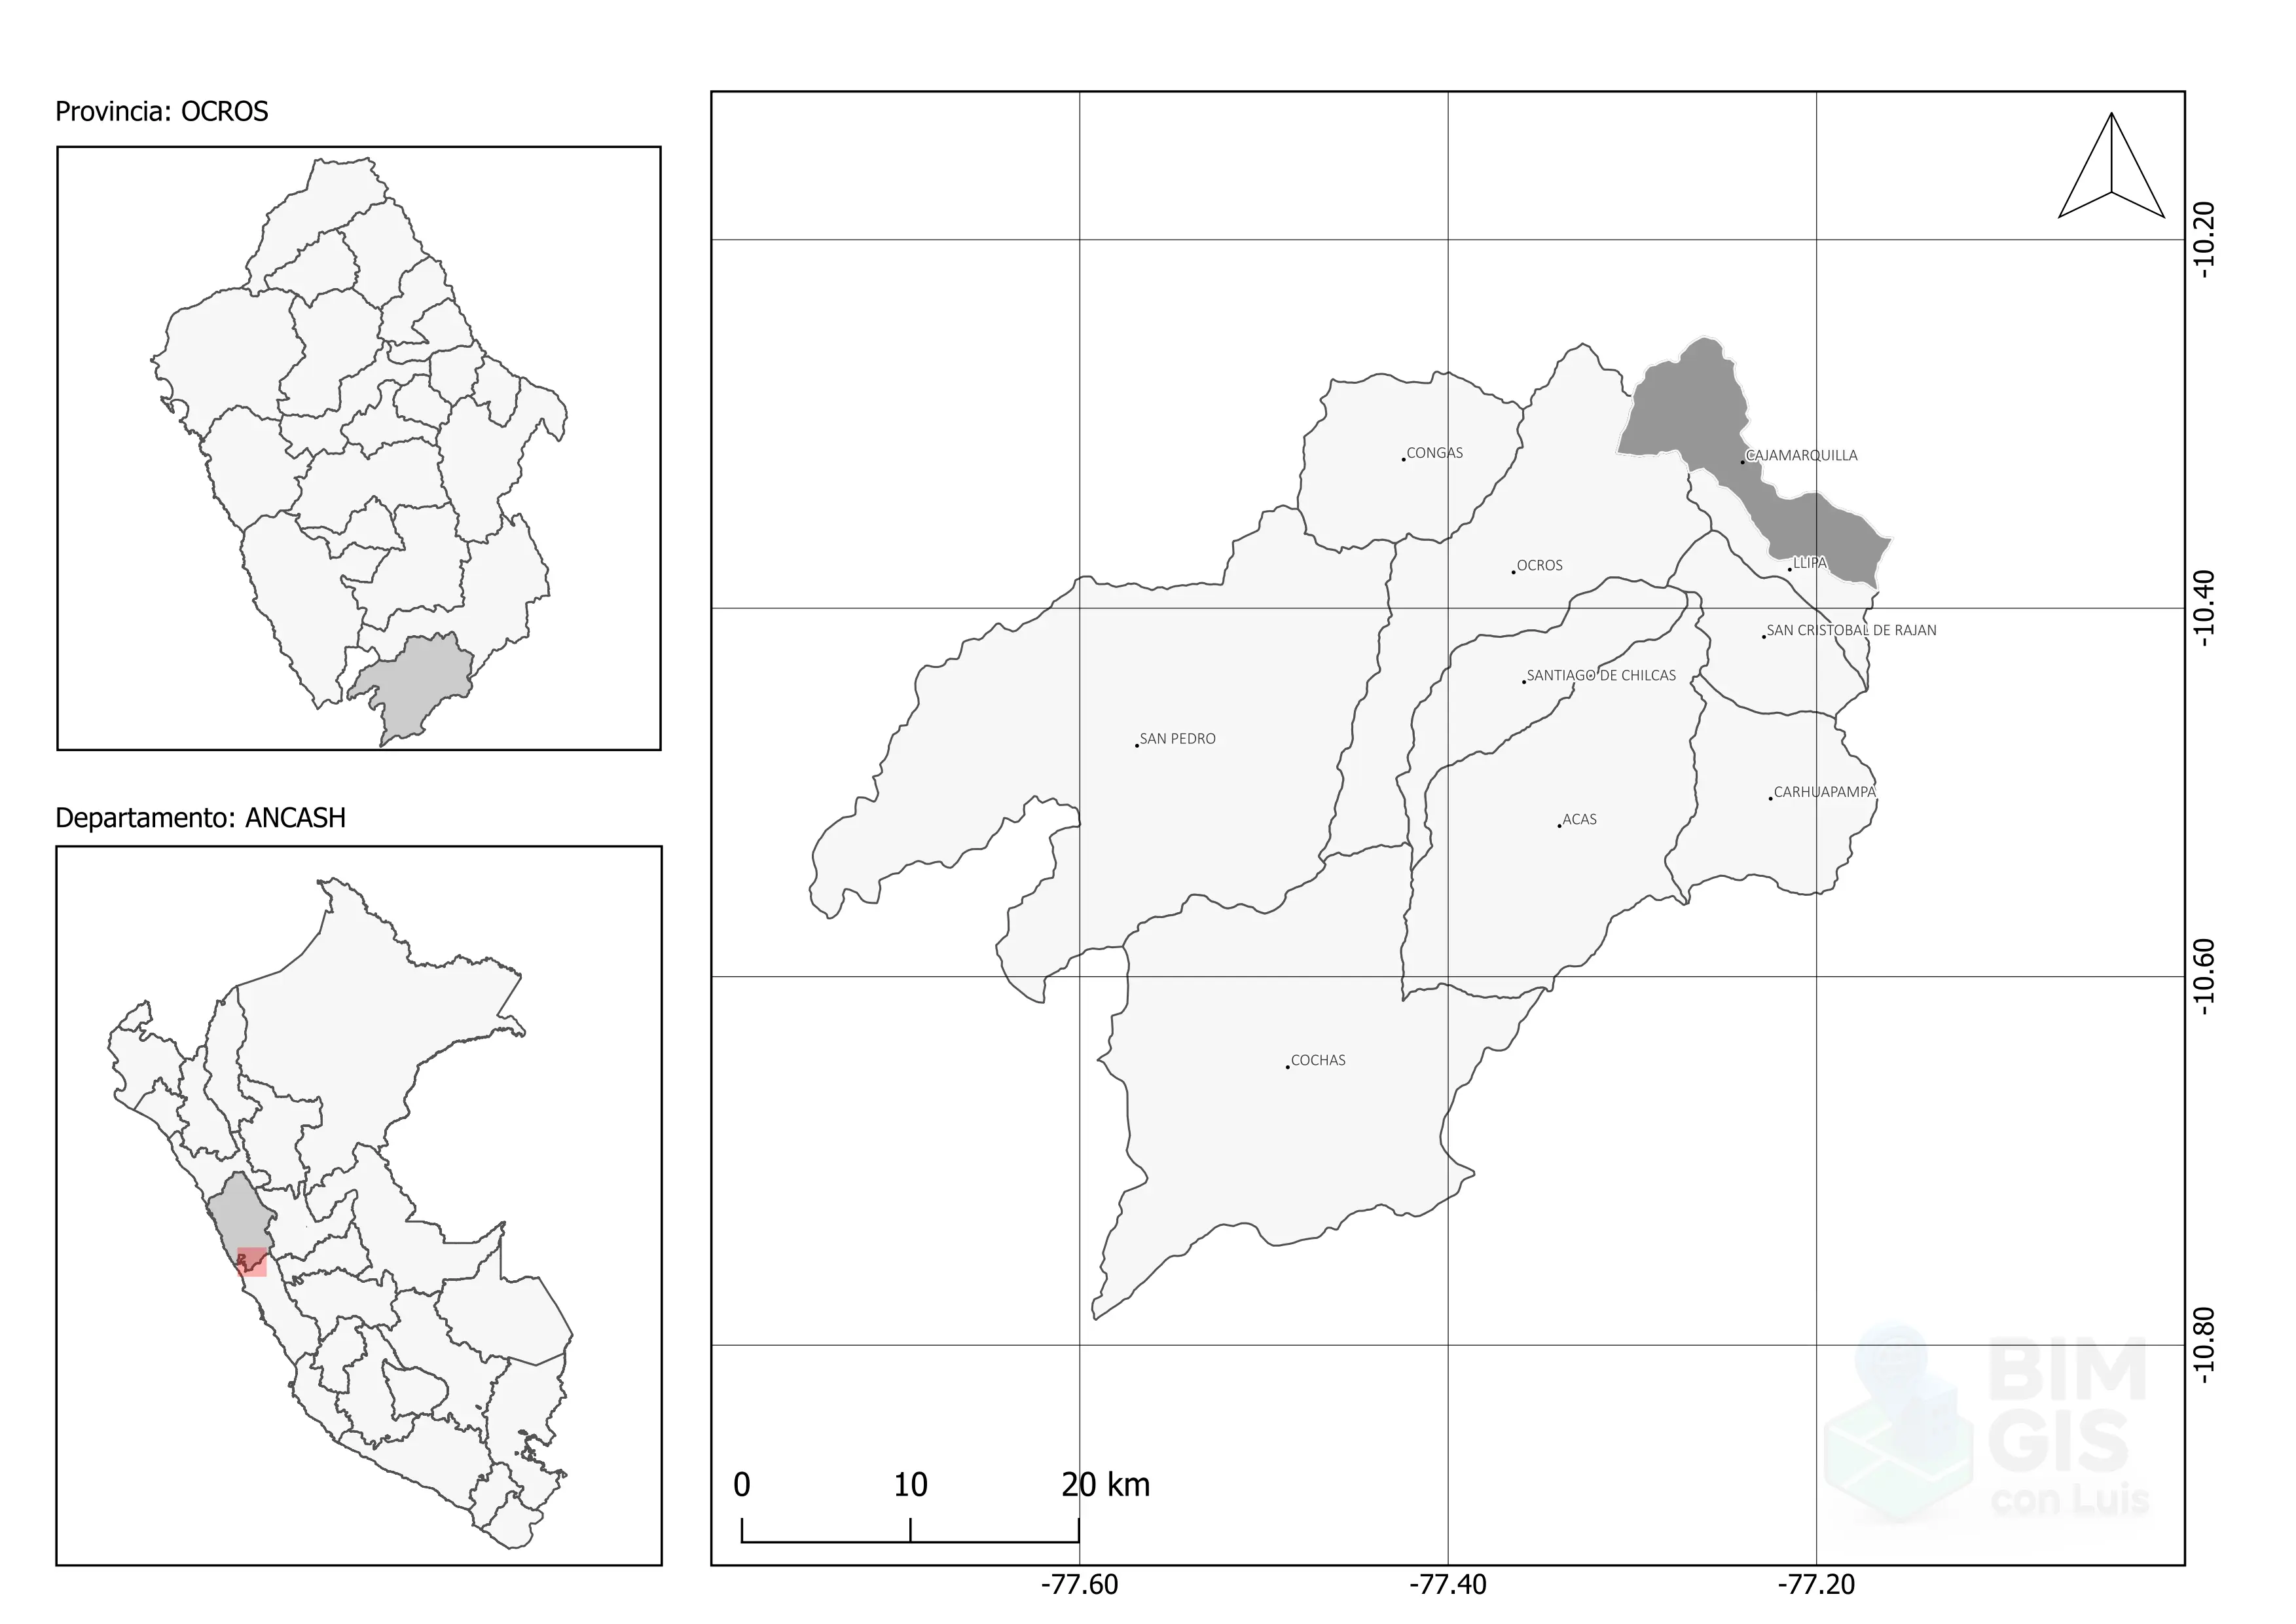 Provincia: OCROS
Departamento: ANCASH
CONGAS
CAJAMARQUILLA
OCROS
LLIPA
SAN CRISTOBAL DE RAJAN
SANTIAGO DE CHILCAS
SAN PEDRO
CARHUAPAMPA
ACAS
COCHAS
-10.20
-10.40
-10.60
-10.80
0 10 20 km
-77.60 -77.40 -77.20
BIM
GIS
con Luis